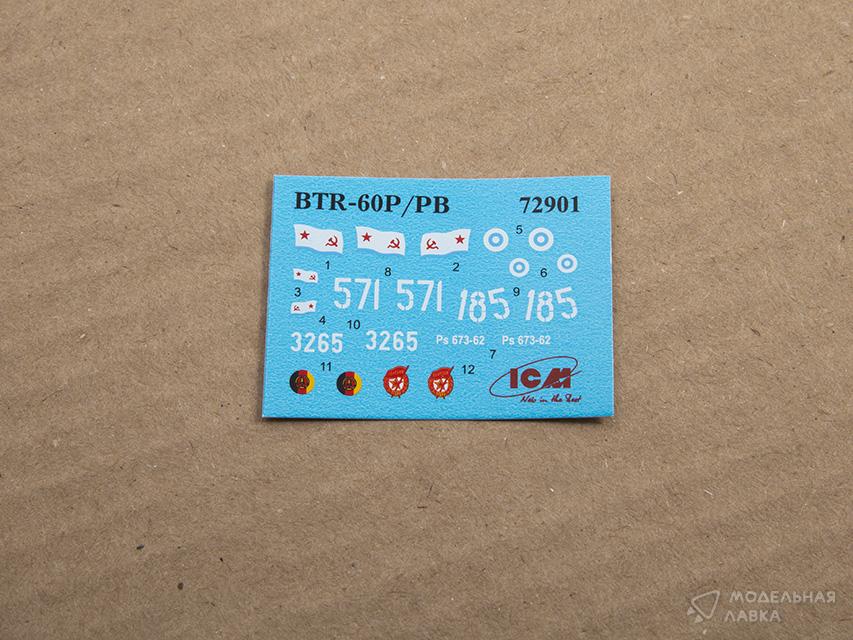 BTR-60P/PB 72901
5
1 8 2 6
3 571 571 185 9 185
4 10
3265 3265 Ps 673-62 Ps 673-62
7
11 12
ICM
New in the Best
МОДЕЛЬНАЯ
ЛАВКА